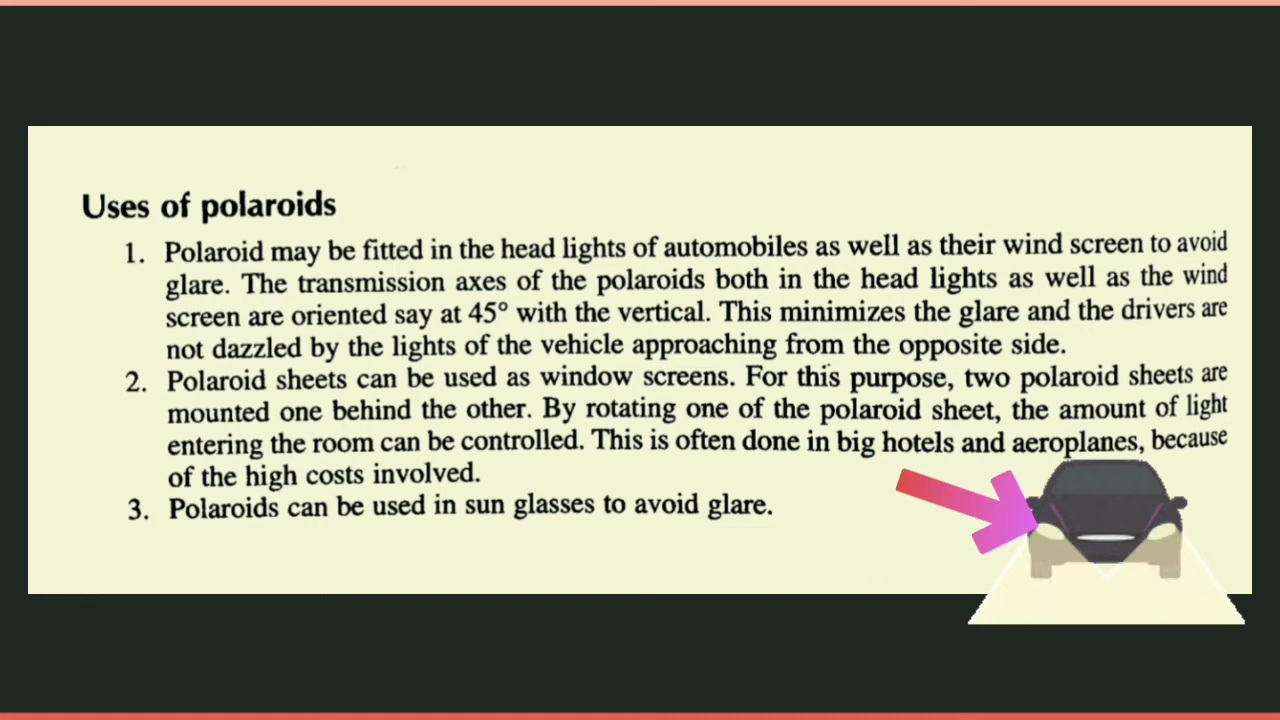 Uses of polaroids
1. Polaroid may be fitted in the head lights of automobiles as well as their wind screen to avoid
glare. The transmission axes of the polaroids both in the head lights as well as the wind
screen are oriented say at 45° with the vertical. This minimizes the glare and the drivers are
not dazzled by the lights of the vehicle approaching from the opposite side.
2. Polaroid sheets can be used as window screens. For this purpose, two polaroid sheets are
mounted one behind the other. By rotating one of the polaroid sheet, the amount of light
entering the room can be controlled. This is often done in big hotels and aeroplanes, because
of the high costs involved.
3. Polaroids can be used in sun glasses to avoid glare.